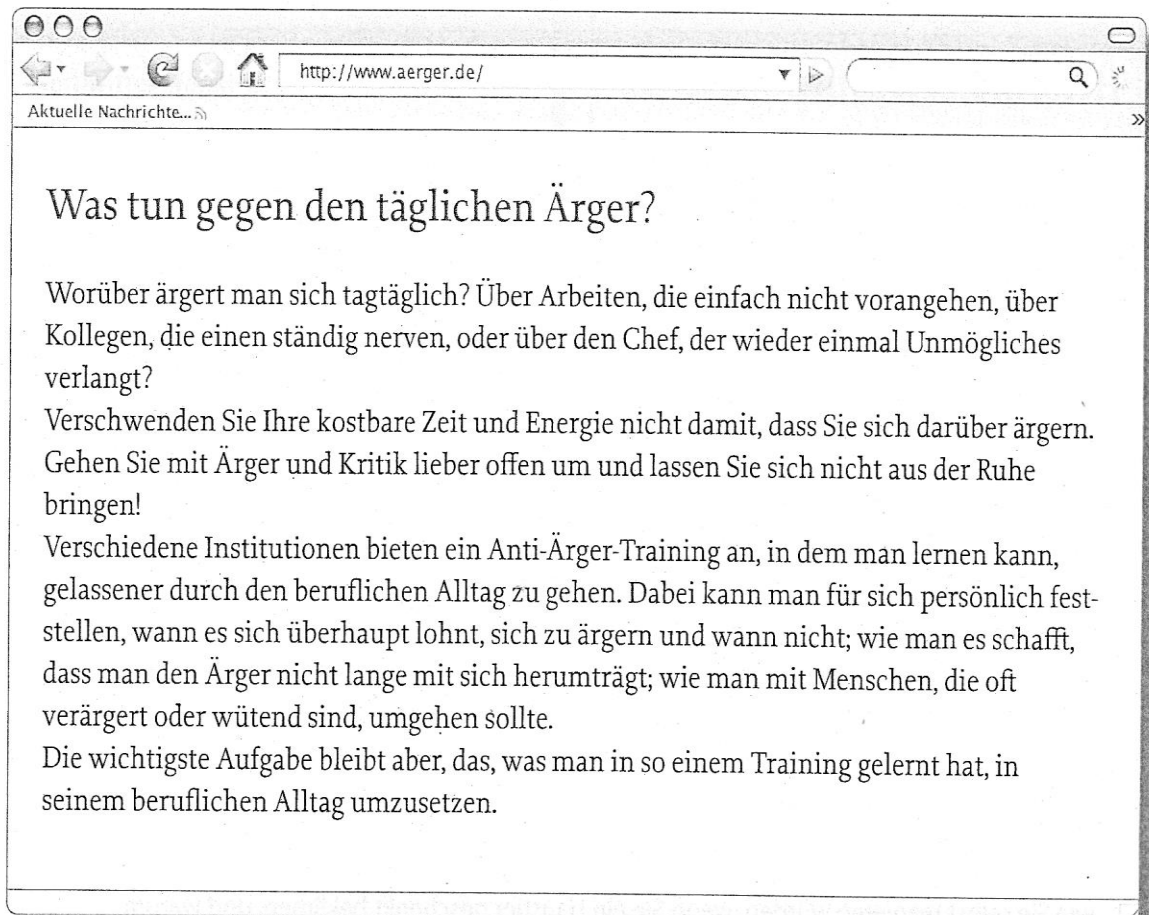 http://www.aerger.de/
Aktuelle Nachrichte...
Was tun gegen den täglichen Ärger?
Worüber ärgert man sich tagtäglich? Über Arbeiten, die einfach nicht vorangehen, über
Kollegen, die einen ständig nerven, oder über den Chef, der wieder einmal Unmögliches
verlangt?
Verschwenden Sie Ihre kostbare Zeit und Energie nicht damit, dass Sie sich darüber ärgern.
Gehen Sie mit Ärger und Kritik lieber offen um und lassen Sie sich nicht aus der Ruhe
bringen!
Verschiedene Institutionen bieten ein Anti-Ärger-Training an, in dem man lernen kann,
gelassener durch den beruflichen Alltag zu gehen. Dabei kann man für sich persönlich fest-
stellen, wann es sich überhaupt lohnt, sich zu ärgern und wann nicht; wie man es schafft,
dass man den Ärger nicht lange mit sich herumträgt; wie man mit Menschen, die oft
verärgert oder wütend sind, umgehen sollte.
Die wichtigste Aufgabe bleibt aber, das, was man in so einem Training gelernt hat, in
seinem beruflichen Alltag umzusetzen.